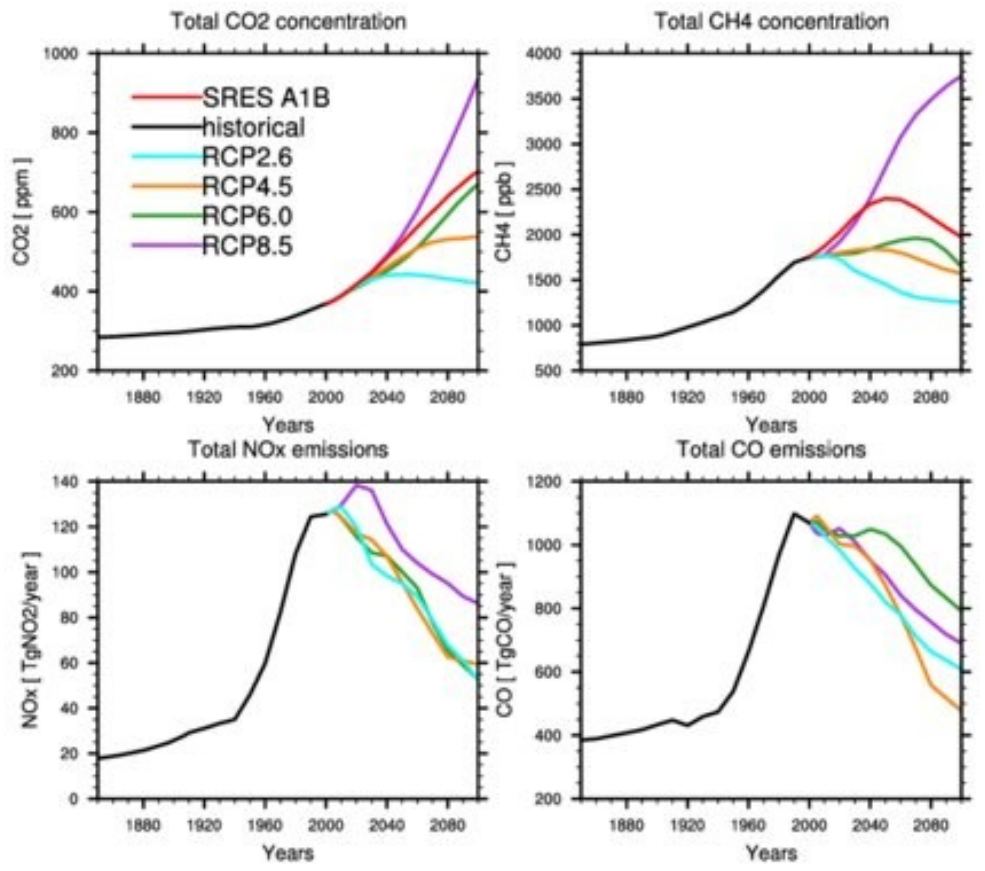 Total CO2 concentration
CO2 [ ppm ]
1000
800
600
400
200
SRES A1B
historical
RCP2.6
RCP4.5
RCP6.0
RCP8.5
1880 1920 1960 2000 2040 2080
Years
Total CH4 concentration
CH4 [ ppb ]
4000
3500
3000
2500
2000
1500
1000
500
1880 1920 1960 2000 2040 2080
Years
Total NOx emissions
NOx [ TgNO2/year ]
140
120
100
80
60
40
20
0
1880 1920 1960 2000 2040 2080
Years
Total CO emissions
CO [ TgCO/year ]
1200
1000
800
600
400
200
1880 1920 1960 2000 2040 2080
Years